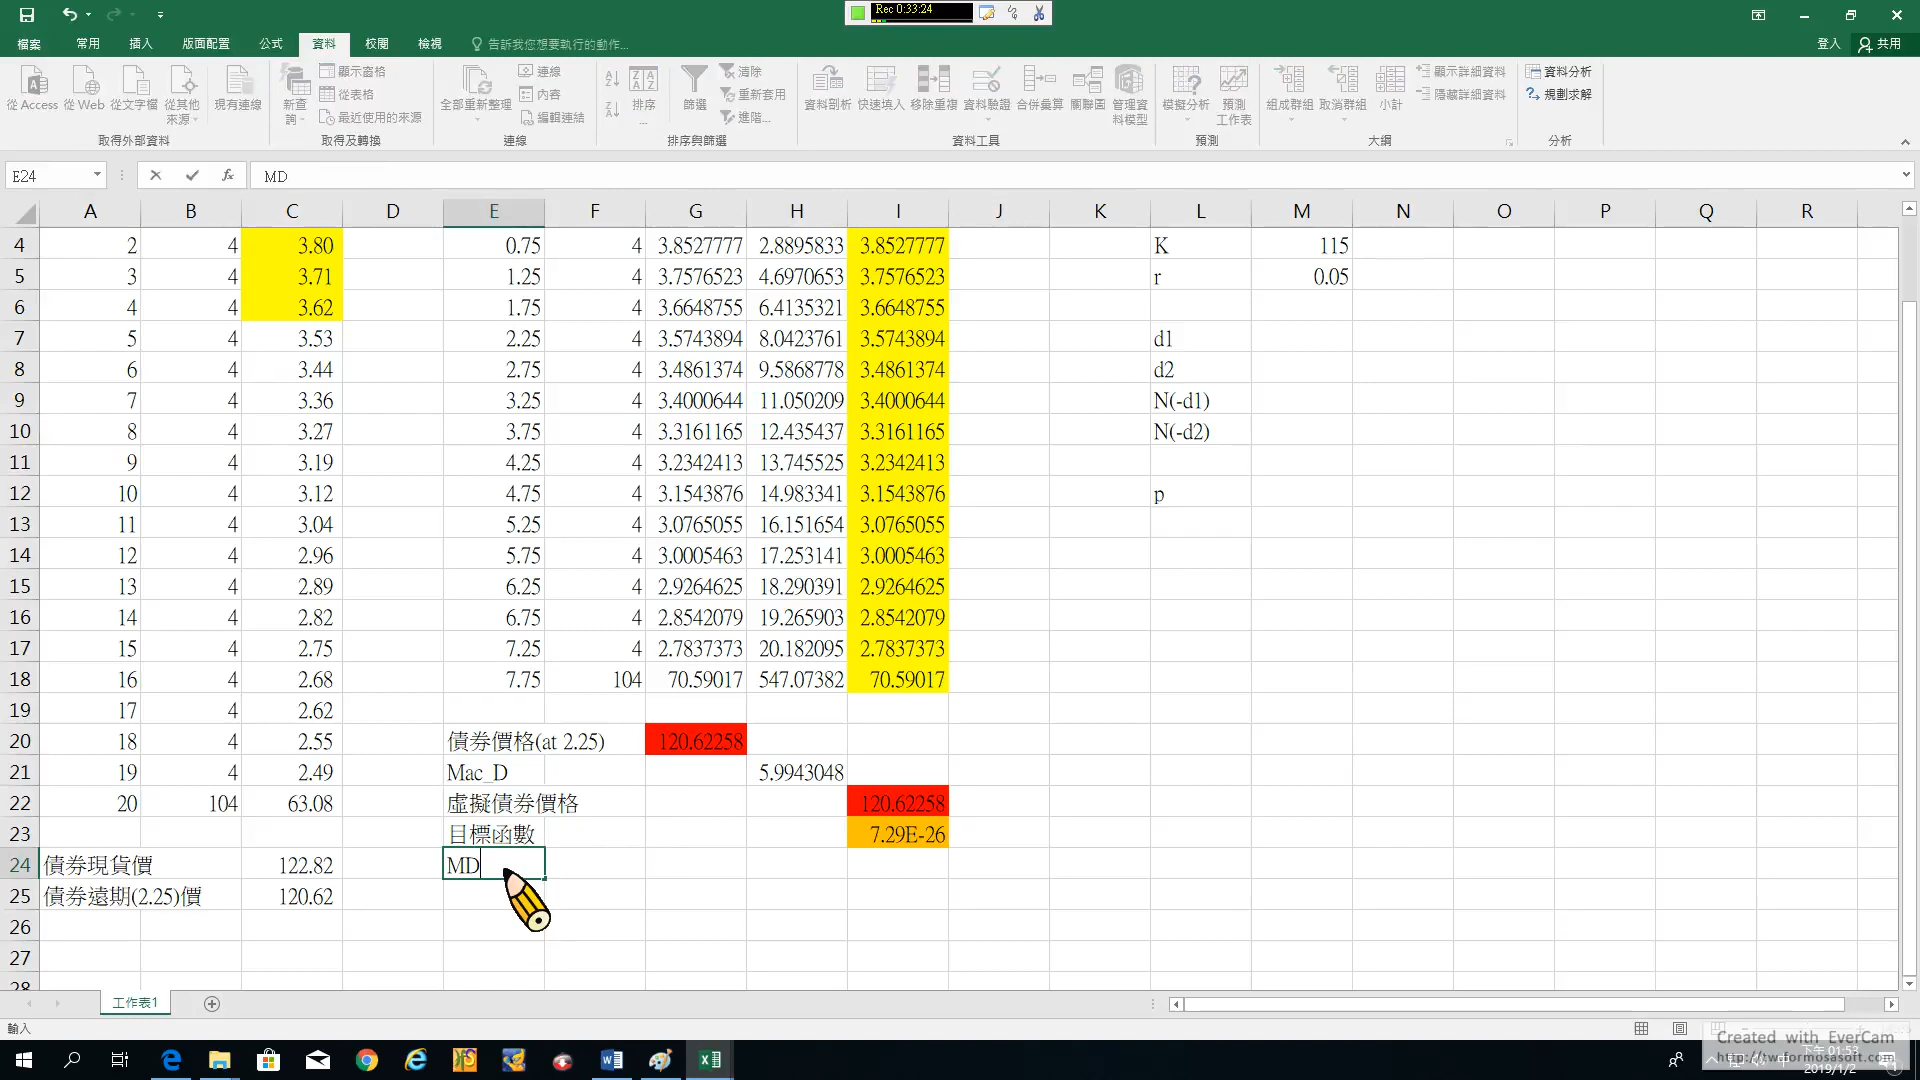 Rec 0:33:24
檔案 常用 插入 版面配置 公式 資料 校閱 檢視 告訴我您想要執行的動作... 登入 共用
從 Access 從 Web 從文字檔 從其他來源 現有連線 新查詢 顯示窗格 從表格 最近使用的來源 全部重新整理 連線 內容 編輯連結 排序... 篩選 清除 重新套用 進階... 資料剖析 快速填入 移除重複 資料驗證 合併彙算 關聯圖 管理資料模型 模擬分析 預測工作表 組成群組 取消群組 小計 顯示詳細資料 隱藏詳細資料 資料分析 規劃求解
取得外部資料 取得及轉換 連線 排序與篩選 資料工具 預測 大綱 分析
E24 fx MD
A B C D E F G H I J K L M N O P Q R
4 2 4 3.80 0.75 4 3.8527777 2.8895833 3.8527777 K 115
5 3 4 3.71 1.25 4 3.7576523 4.6970653 3.7576523 r 0.05
6 4 4 3.62 1.75 4 3.6648755 6.4135321 3.6648755
7 5 4 3.53 2.25 4 3.5743894 8.0423761 3.5743894 d1
8 6 4 3.44 2.75 4 3.4861374 9.5868778 3.4861374 d2
9 7 4 3.36 3.25 4 3.4000644 11.050209 3.4000644 N(-d1)
10 8 4 3.27 3.75 4 3.3161165 12.435437 3.3161165 N(-d2)
11 9 4 3.19 4.25 4 3.2342413 13.745525 3.2342413
12 10 4 3.12 4.75 4 3.1543876 14.983341 3.1543876 p
13 11 4 3.04 5.25 4 3.0765055 16.151654 3.0765055
14 12 4 2.96 5.75 4 3.0005463 17.253141 3.0005463
15 13 4 2.89 6.25 4 2.9264625 18.290391 2.9264625
16 14 4 2.82 6.75 4 2.8542079 19.265903 2.8542079
17 15 4 2.75 7.25 4 2.7837373 20.182095 2.7837373
18 16 4 2.68 7.75 104 70.59017 547.07382 70.59017
19 17 4 2.62
20 18 4 2.55 債券價格(at 2.25) 120.62258
21 19 4 2.49 Mac_D 5.9943048
22 20 104 63.08 虛擬債券價格 120.62258
23 目標函數 7.29E-26
24 債券現貨價 122.82 MD
25 債券遠期(2.25)價 120.62
26
27
28
工作表1
輸入
Created with EverCam
http://tw.formosasoft.com
下午 01:53
2019/1/2